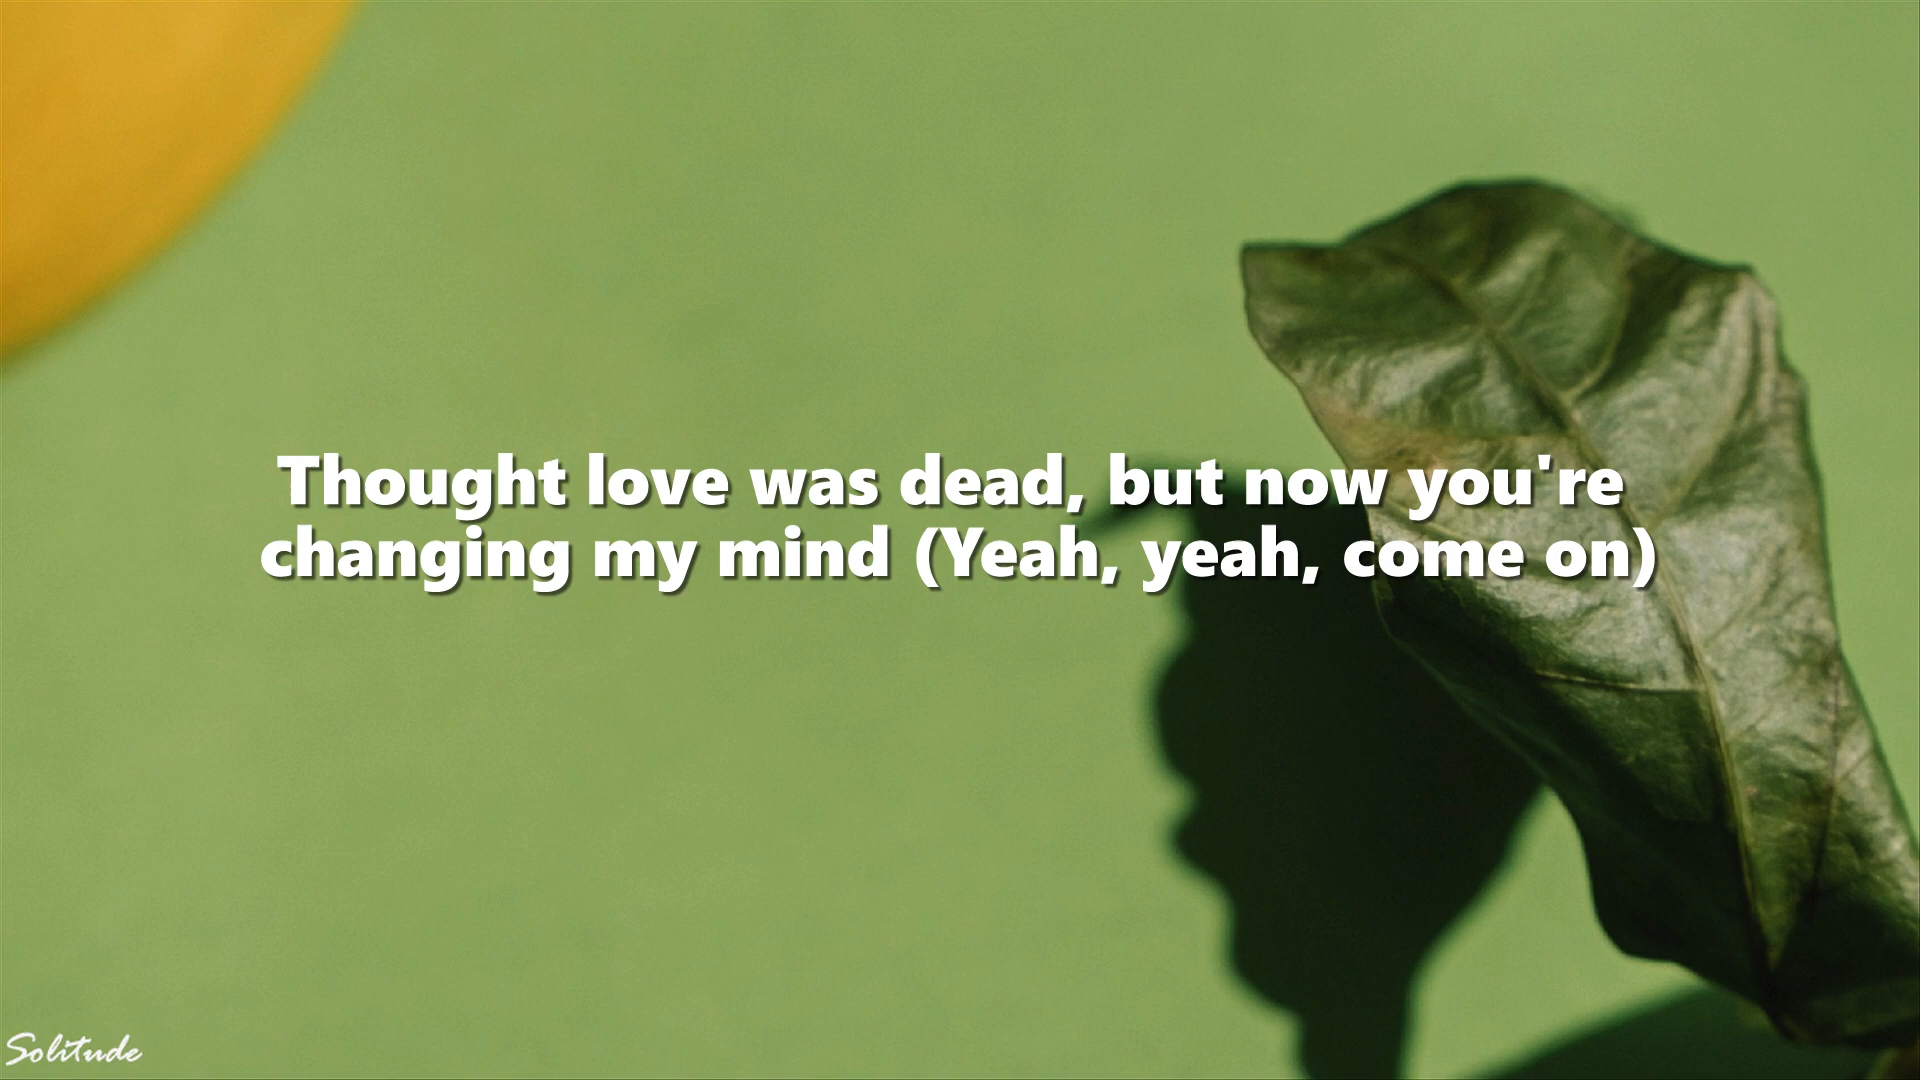 Thought love was dead, but now you're
changing my mind (Yeah, yeah, come on)
Solitude